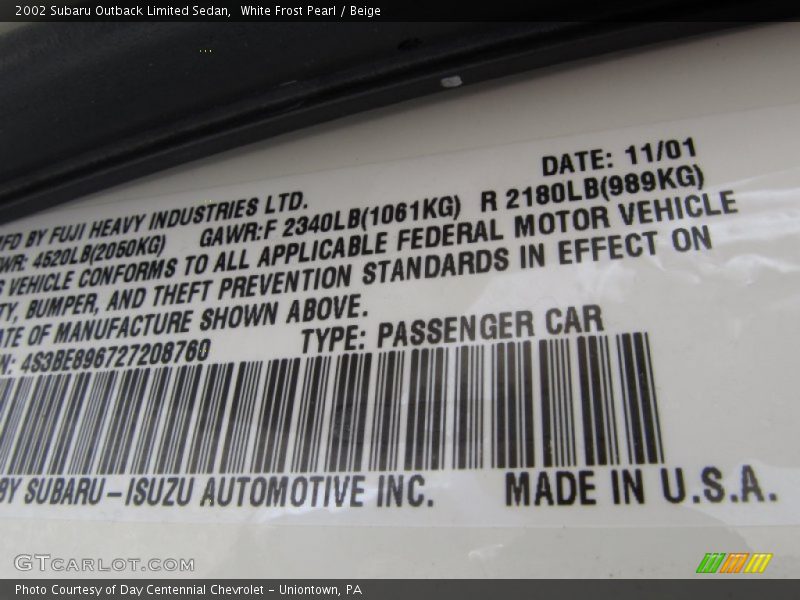 2002 Subaru Outback Limited Sedan, White Frost Pearl / Beige
DATE: 11/01
MFD BY FUJI HEAVY INDUSTRIES LTD.
GAWR:F 2340LB(1061KG) R 2180LB(989KG)
WR: 4520LB(2050KG)
S VEHICLE CONFORMS TO ALL APPLICABLE FEDERAL MOTOR VEHICLE
TY, BUMPER, AND THEFT PREVENTION STANDARDS IN EFFECT ON
ATE OF MANUFACTURE SHOWN ABOVE.
N: 4S3BE896727208760 TYPE: PASSENGER CAR
BY SUBARU-ISUZU AUTOMOTIVE INC. MADE IN U.S.A.
GTCARLOT.COM
Photo Courtesy of Day Centennial Chevrolet - Uniontown, PA